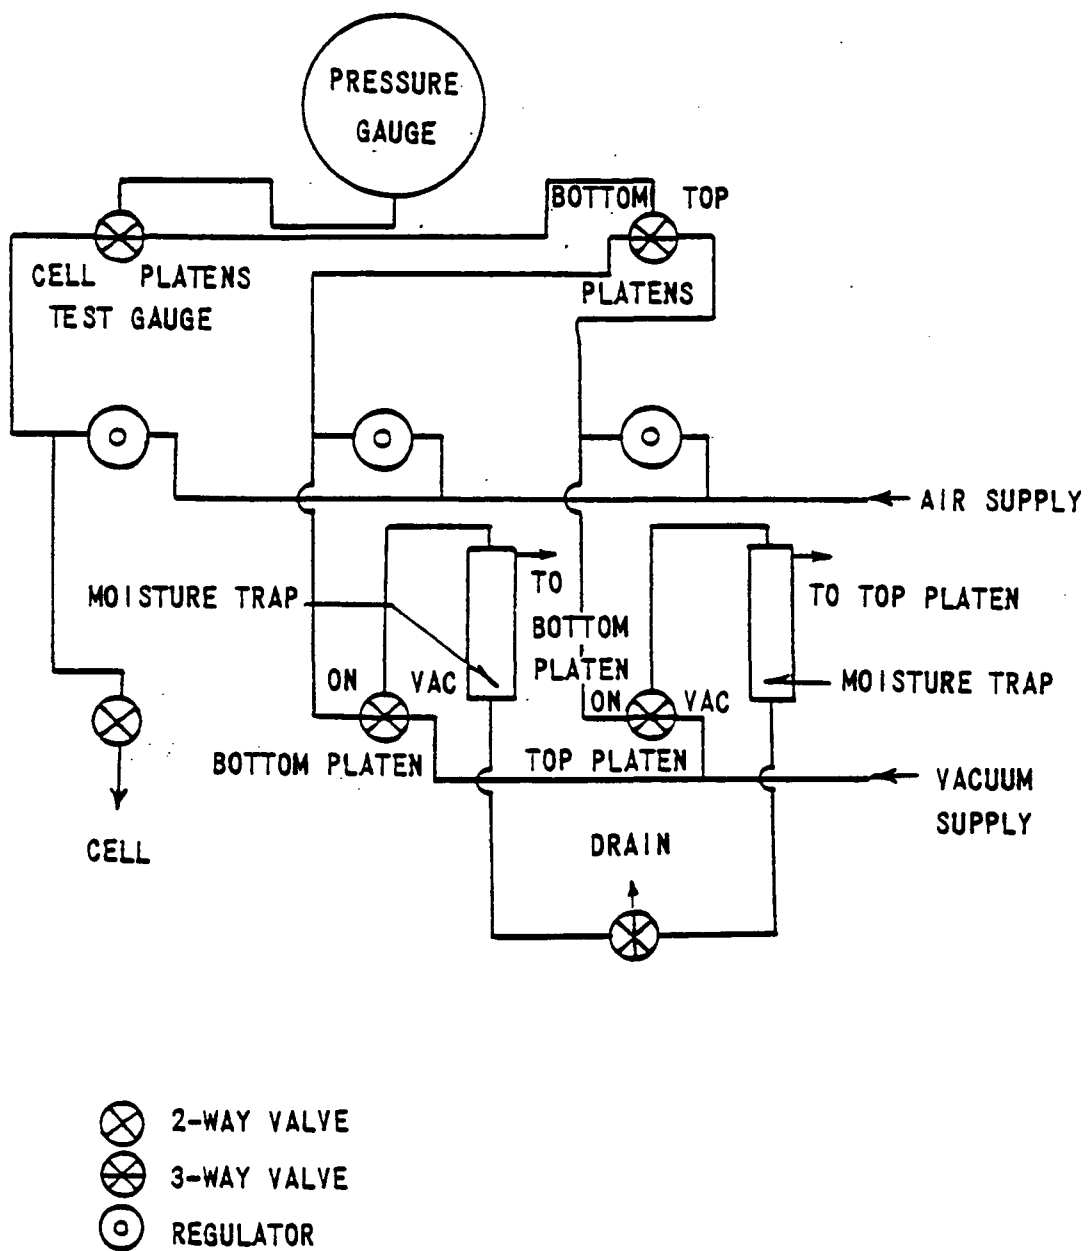 PRESSURE
GAUGE
BOTTOM TOP
CELL PLATENS
TEST GAUGE
PLATENS
AIR SUPPLY
MOISTURE TRAP
TO
BOTTOM
PLATEN
TO TOP PLATEN
ON VAC
ON VAC
MOISTURE TRAP
BOTTOM PLATEN
TOP PLATEN
VACUUM
SUPPLY
CELL
DRAIN
2-WAY VALVE
3-WAY VALVE
REGULATOR